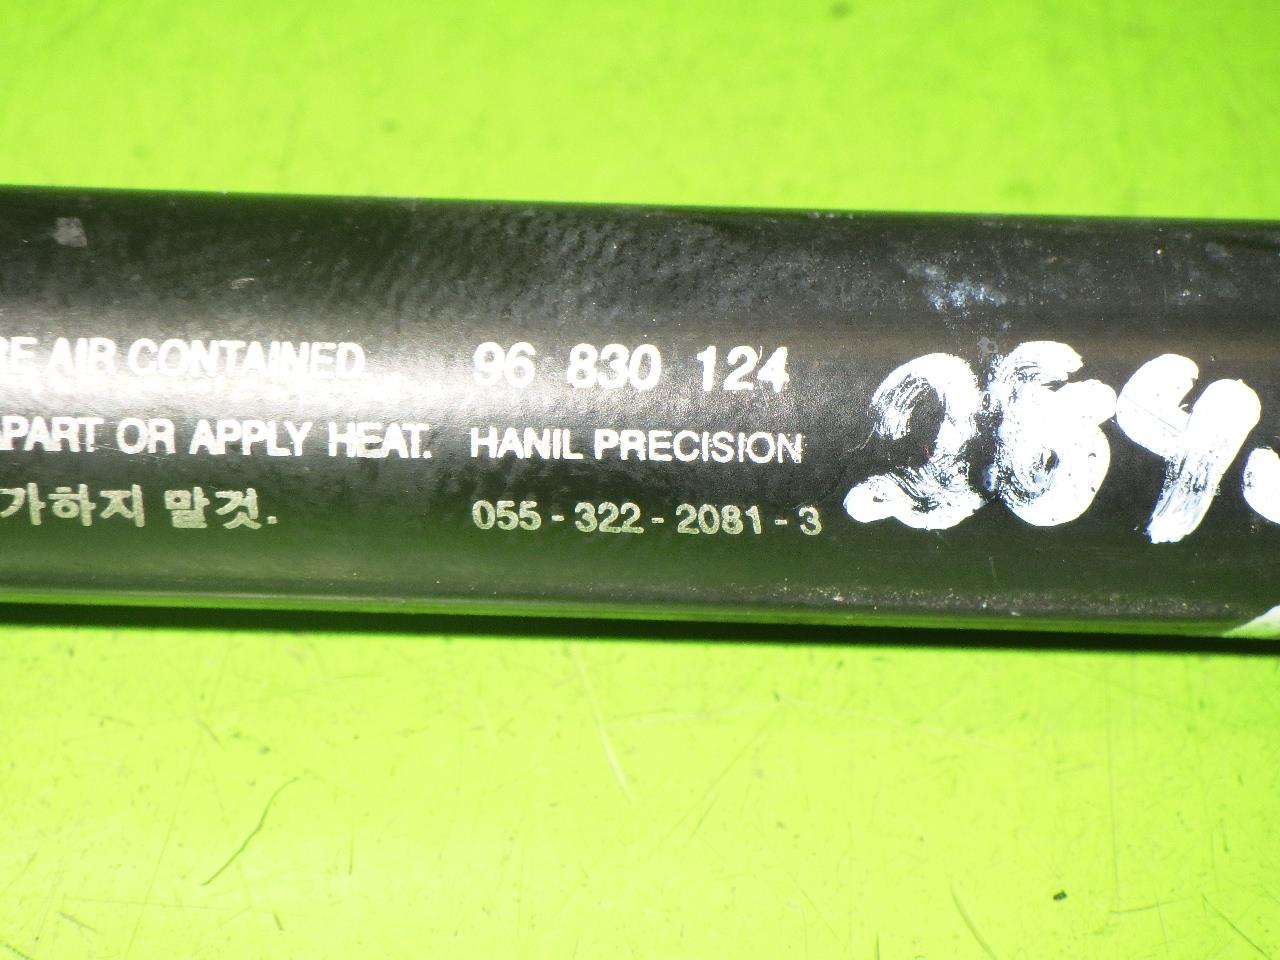 RE AIR CONTAINED 96 830 124
APART OR APPLY HEAT. HANIL PRECISION
가하지 말것. 055-322-2081-3
264